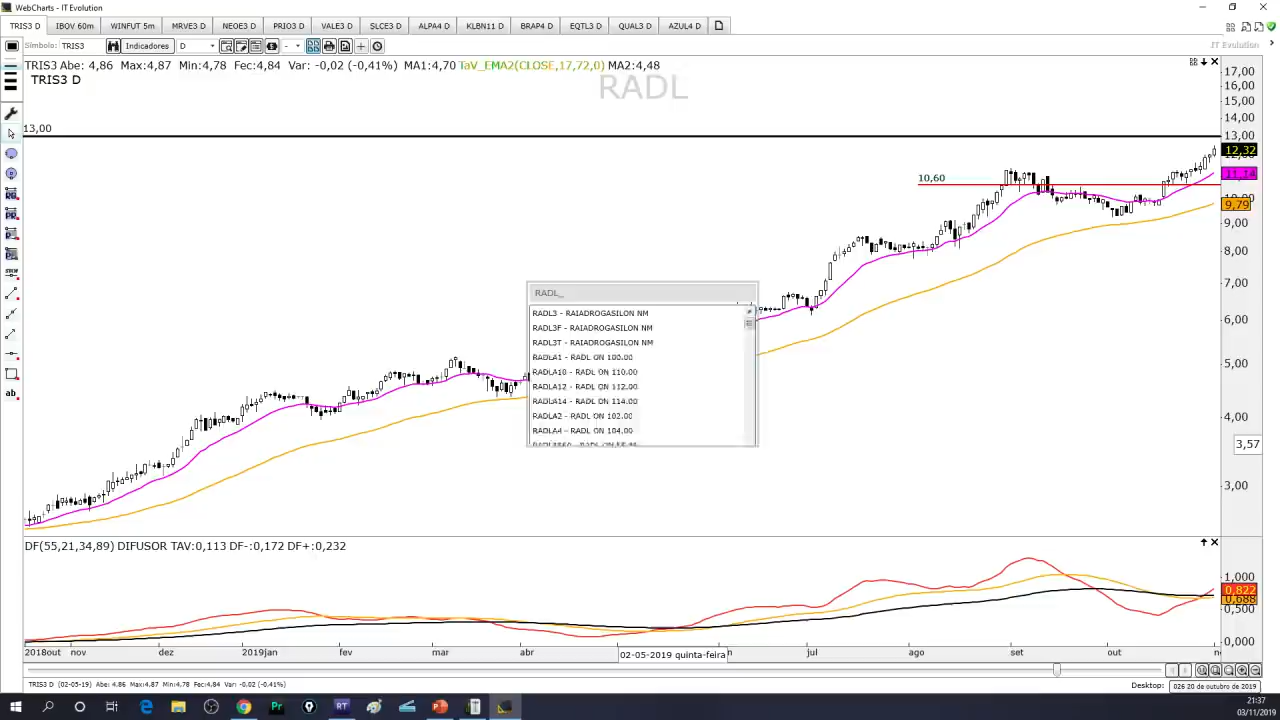 WebCharts - IT Evolution
TRIS3 D IBOV 60m WINFUT 5m MRVE3 D NEOE3 D PRIO3 D VALE3 D SLCE3 D ALPA4 D KLBN11 D BRAP4 D EQTL3 D QUAL3 D AZUL4 D
Símbolo: TRIS3 Indicadores D
IT Evolution
TRIS3 Abe: 4,86 Max:4,87 Min:4,78 Fec:4,84 Var: -0,02 (-0,41%) MA1:4,70 TaV_EMA2(CLOSE,17,72,0) MA2:4,48
TRIS3 D
RADL
17,00
16,00
15,00
14,00
13,00
13,00
12,32
12,00
11,14
10,60
10,00
9,79
9,00
8,00
7,00
6,00
5,00
4,00
3,57
3,00
RADL_
RADL3 - RAIADROGASILON NM
RADL3F - RAIADROGASILON NM
RADL3T - RAIADROGASILON NM
RADLA1 - RADL ON 100.00
RADLA10 - RADL ON 110.00
RADLA12 - RADL ON 112.00
RADLA14 - RADL ON 114.00
RADLA2 - RADL ON 102.00
RADLA4 - RADL ON 104.00
DF(55,21,34,89) DIFUSOR TAV:0,113 DF-:0,172 DF+:0,232
1,000
0,822
0,688
0,500
0,000
2018out nov dez 2019jan fev mar abr 02-05-2019 quinta-feira jul ago set out
TRIS3 D (02-05-19) Abe: 4.86 Max:4.87 Min:4,78 Fec:4,84 Var: -0.02 (-0.41%)
Desktop: 026 20 de outubro de 2019
21:37
03/11/2019